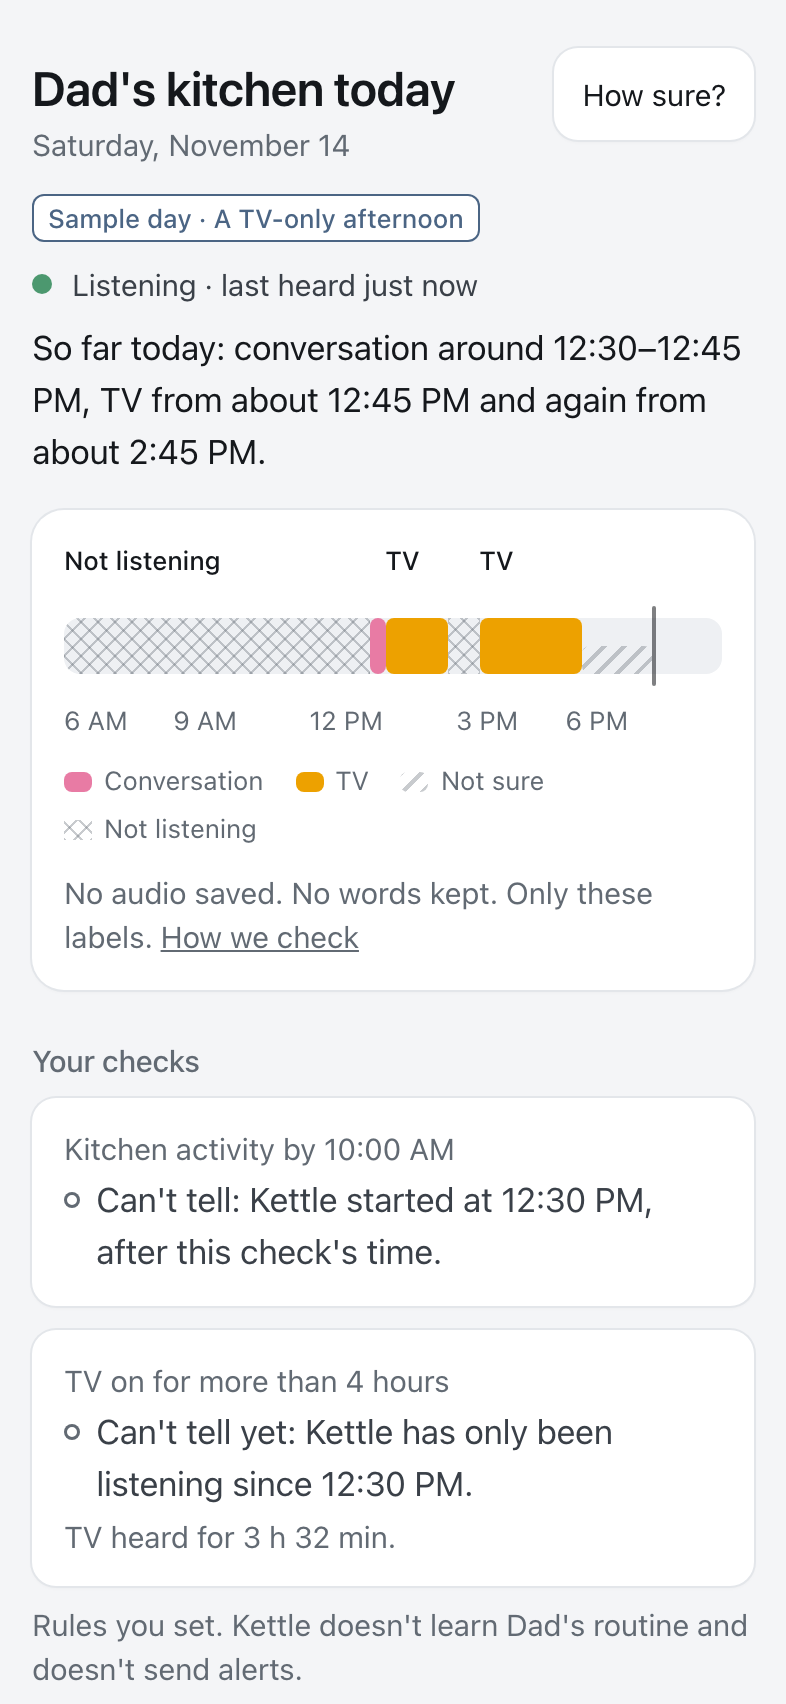 Dad's kitchen today
How sure?
Saturday, November 14
Sample day · A TV-only afternoon
Listening · last heard just now
So far today: conversation around 12:30–12:45
PM, TV from about 12:45 PM and again from
about 2:45 PM.
Not listening TV TV
6 AM 9 AM 12 PM 3 PM 6 PM
Conversation TV Not sure
Not listening
No audio saved. No words kept. Only these
labels. How we check
Your checks
Kitchen activity by 10:00 AM
Can't tell: Kettle started at 12:30 PM,
after this check's time.
TV on for more than 4 hours
Can't tell yet: Kettle has only been
listening since 12:30 PM.
TV heard for 3 h 32 min.
Rules you set. Kettle doesn't learn Dad's routine and
doesn't send alerts.